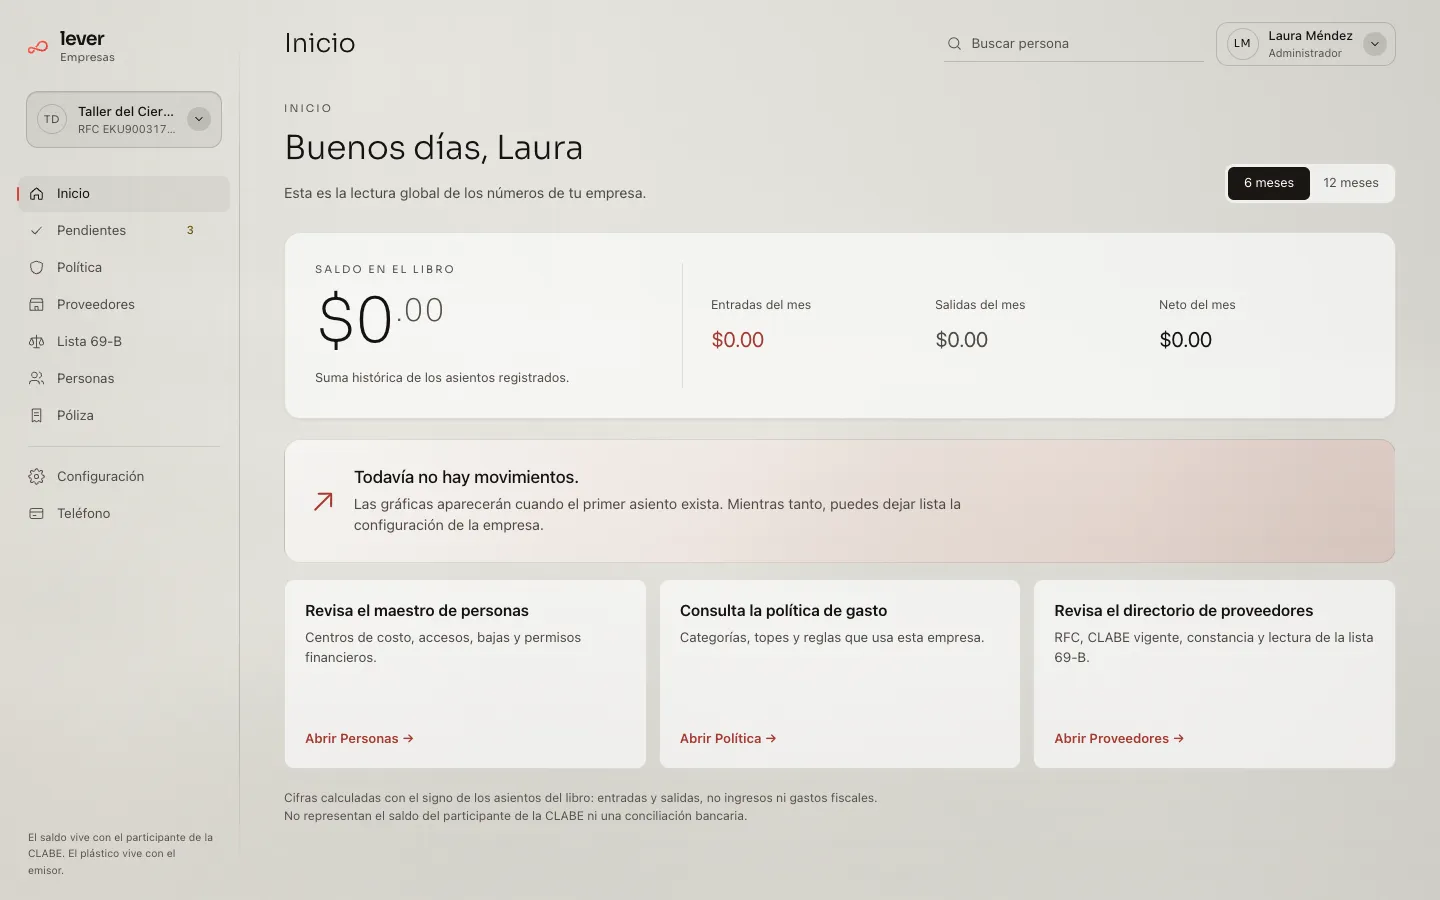 lever
Empresas
TD
Taller del Cier...
RFC EKU900317...
Inicio
Pendientes 3
Política
Proveedores
Lista 69-B
Personas
Póliza
Configuración
Teléfono
El saldo vive con el participante de la
CLABE. El plástico vive con el
emisor.
Inicio
Buscar persona
LM
Laura Méndez
Administrador
INICIO
Buenos días, Laura
Esta es la lectura global de los números de tu empresa.
6 meses 12 meses
SALDO EN EL LIBRO
$0.00
Suma histórica de los asientos registrados.
Entradas del mes
$0.00
Salidas del mes
$0.00
Neto del mes
$0.00
Todavía no hay movimientos.
Las gráficas aparecerán cuando el primer asiento exista. Mientras tanto, puedes dejar lista la
configuración de la empresa.
Revisa el maestro de personas
Centros de costo, accesos, bajas y permisos
financieros.
Abrir Personas →
Consulta la política de gasto
Categorías, topes y reglas que usa esta empresa.
Abrir Política →
Revisa el directorio de proveedores
RFC, CLABE vigente, constancia y lectura de la lista
69-B.
Abrir Proveedores →
Cifras calculadas con el signo de los asientos del libro: entradas y salidas, no ingresos ni gastos fiscales.
No representan el saldo del participante de la CLABE ni una conciliación bancaria.